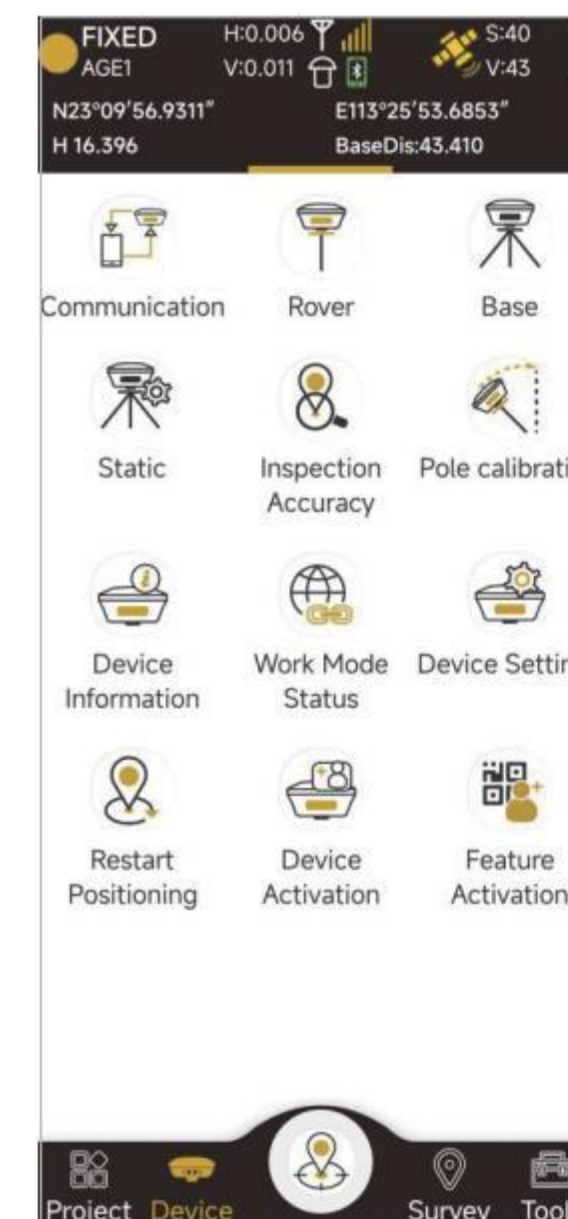 FIXED H:0.006 S:40
AGE1 V:0.011 V:43
N23°09'56.9311" E113°25'53.6853"
H 16.396 BaseDis:43.410
Communication Rover Base
Static Inspection Accuracy Pole calibrati
Device Information Work Mode Status Device Settin
Restart Positioning Device Activation Feature Activation
Project Device Survey Tool